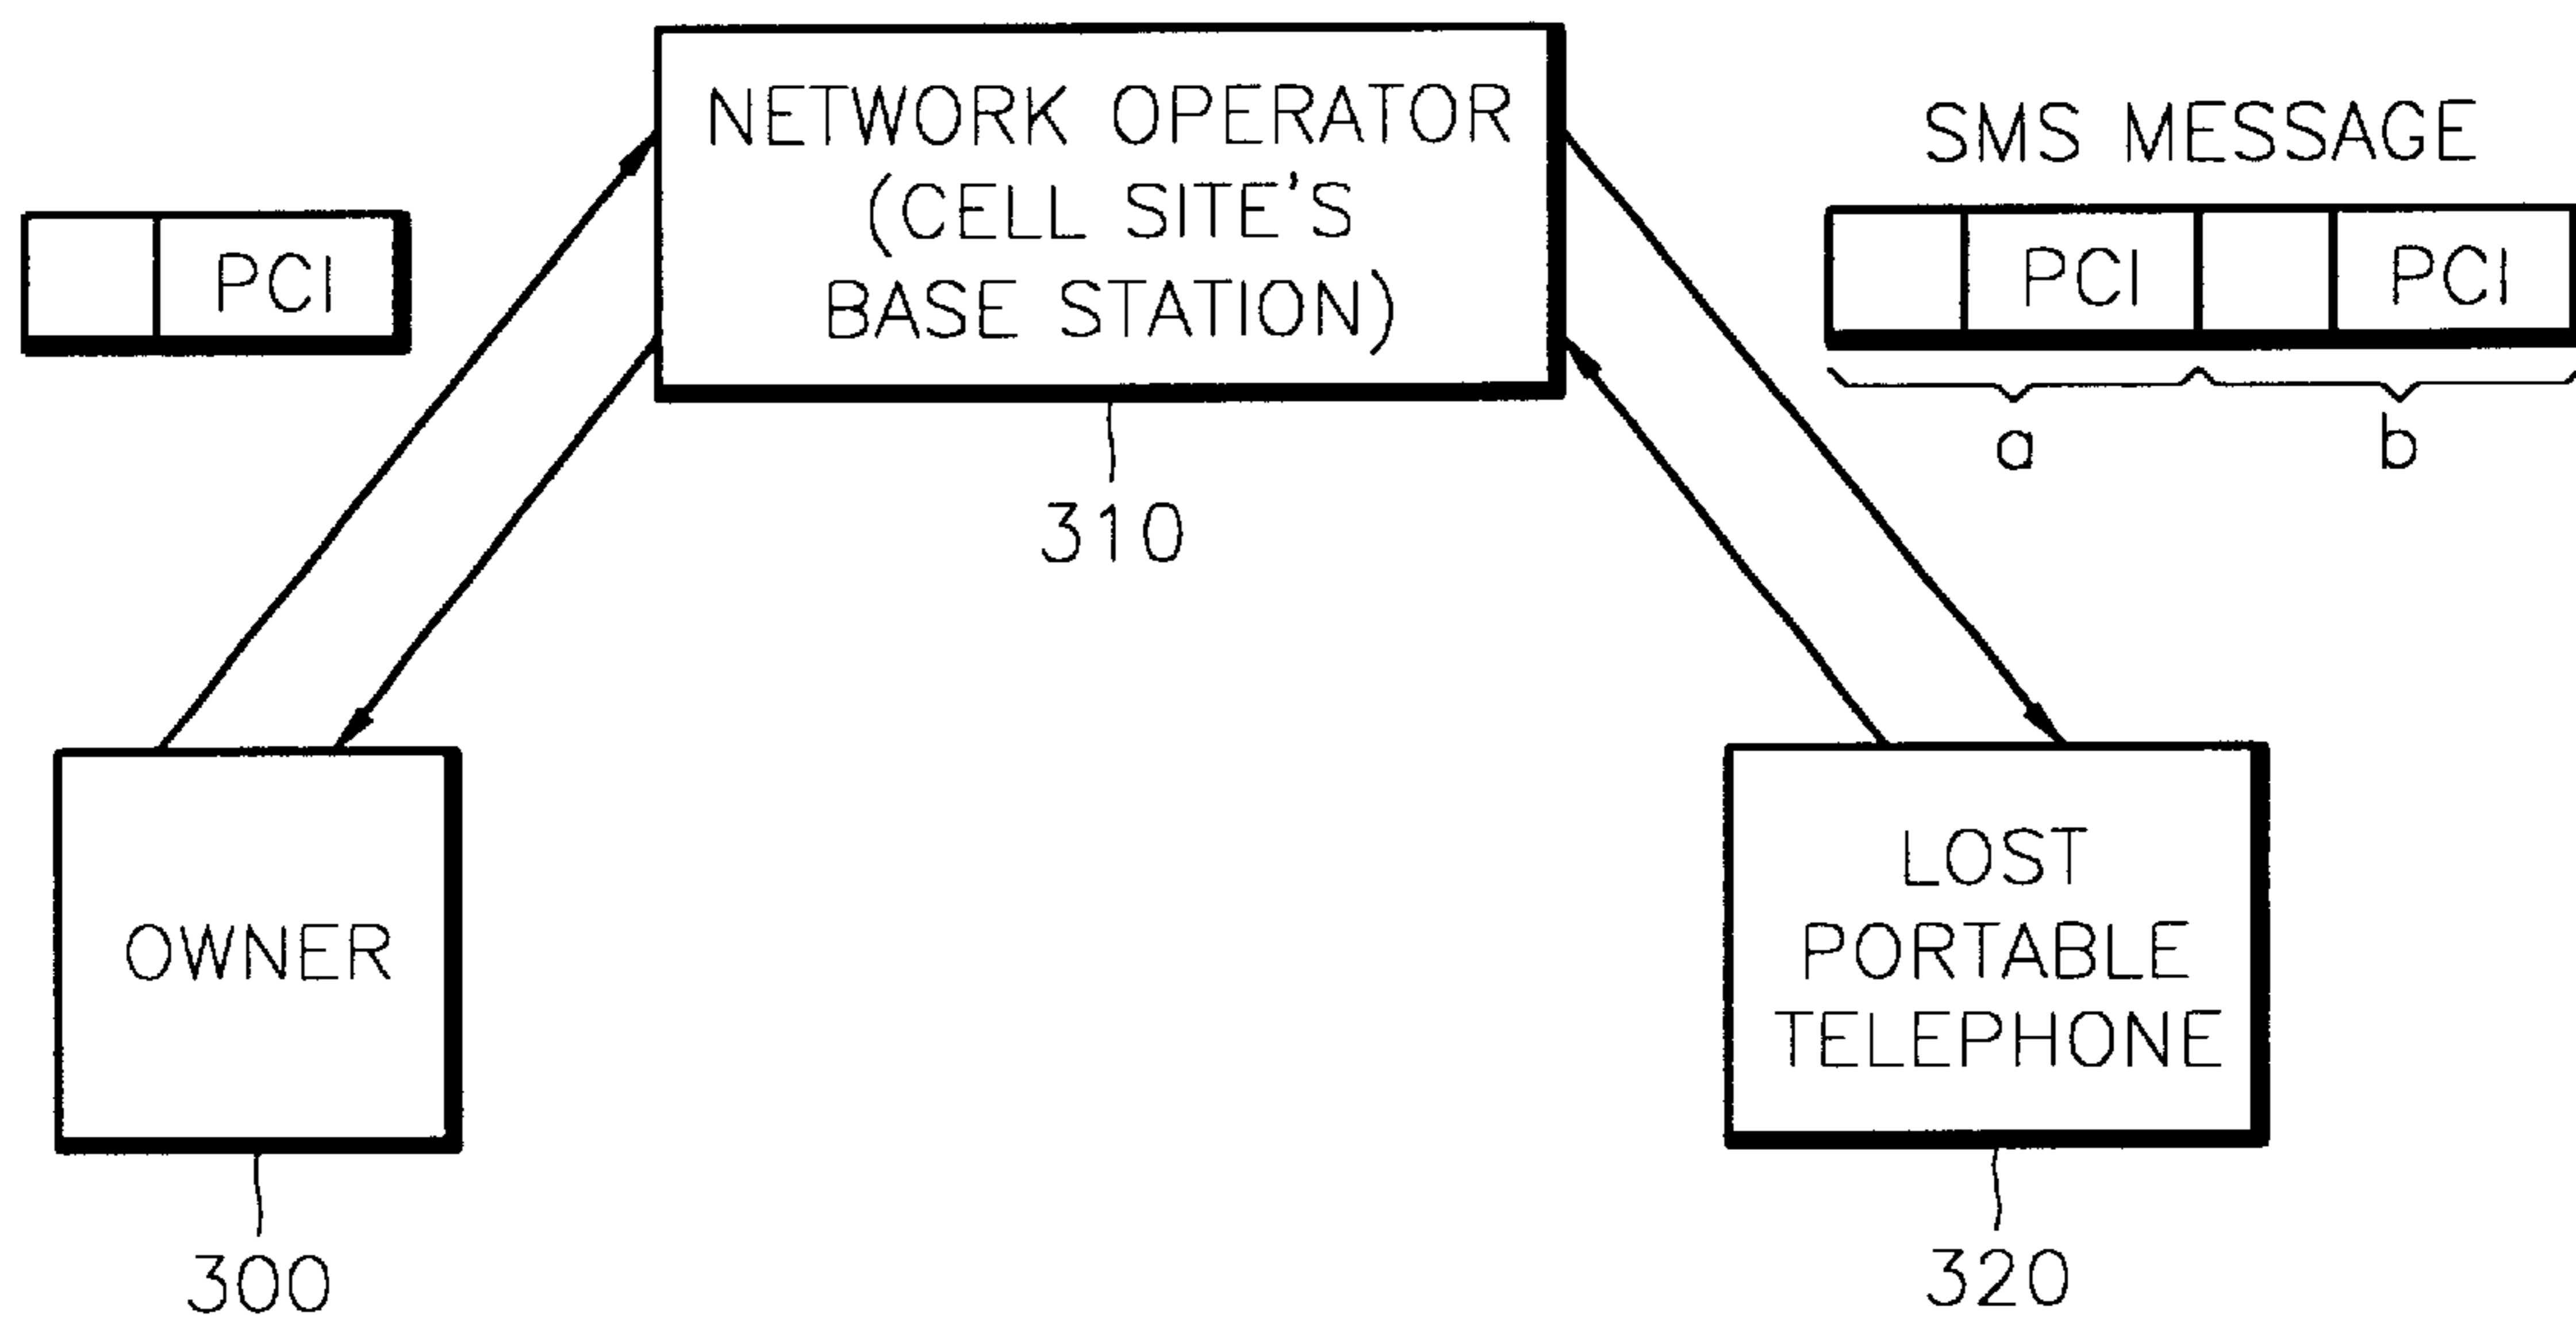 NETWORK OPERATOR
(CELL SITE'S
BASE STATION)
310
PCI
SMS MESSAGE
PCI PCI
a b
OWNER
300
LOST
PORTABLE
TELEPHONE
320